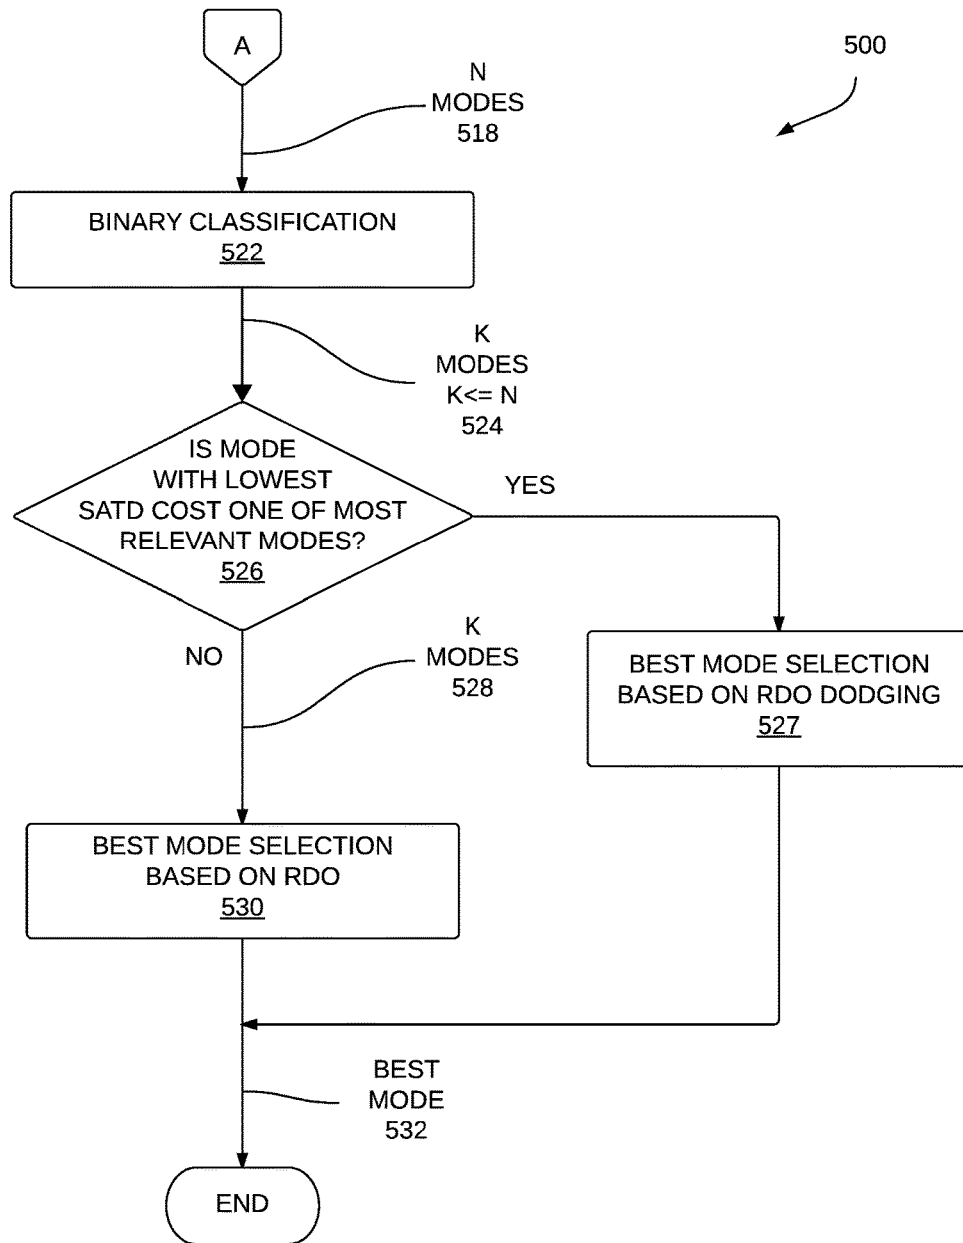 A
500
N
MODES
518
BINARY CLASSIFICATION
522
K
MODES
K<= N
524
IS MODE
WITH LOWEST
SATD COST ONE OF MOST
RELEVANT MODES?
526
YES
NO
K
MODES
528
BEST MODE SELECTION
BASED ON RDO DODGING
527
BEST MODE SELECTION
BASED ON RDO
530
BEST
MODE
532
END